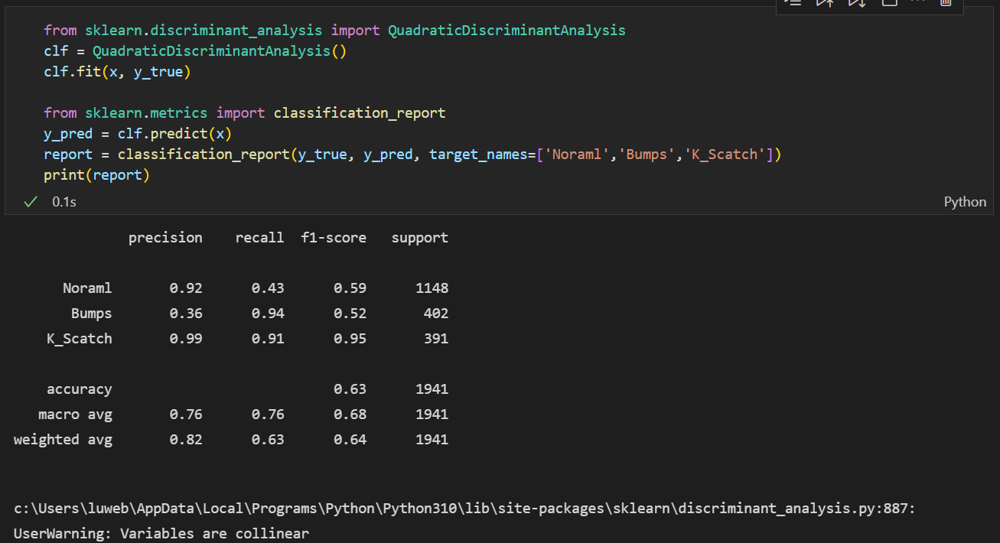 from sklearn.discriminant_analysis import QuadraticDiscriminantAnalysis
clf = QuadraticDiscriminantAnalysis()
clf.fit(x, y_true)
from sklearn.metrics import classification_report
y_pred = clf.predict(x)
report = classification_report(y_true, y_pred, target_names=['Noraml','Bumps','K_Scatch'])
print(report)
0.1s Python
precision recall f1-score support
Noraml 0.92 0.43 0.59 1148
Bumps 0.36 0.94 0.52 402
K_Scatch 0.99 0.91 0.95 391
accuracy 0.63 1941
macro avg 0.76 0.76 0.68 1941
weighted avg 0.82 0.63 0.64 1941
c:\Users\luweb\AppData\Local\Programs\Python\Python310\lib\site-packages\sklearn\discriminant_analysis.py:887:
UserWarning: Variables are collinear